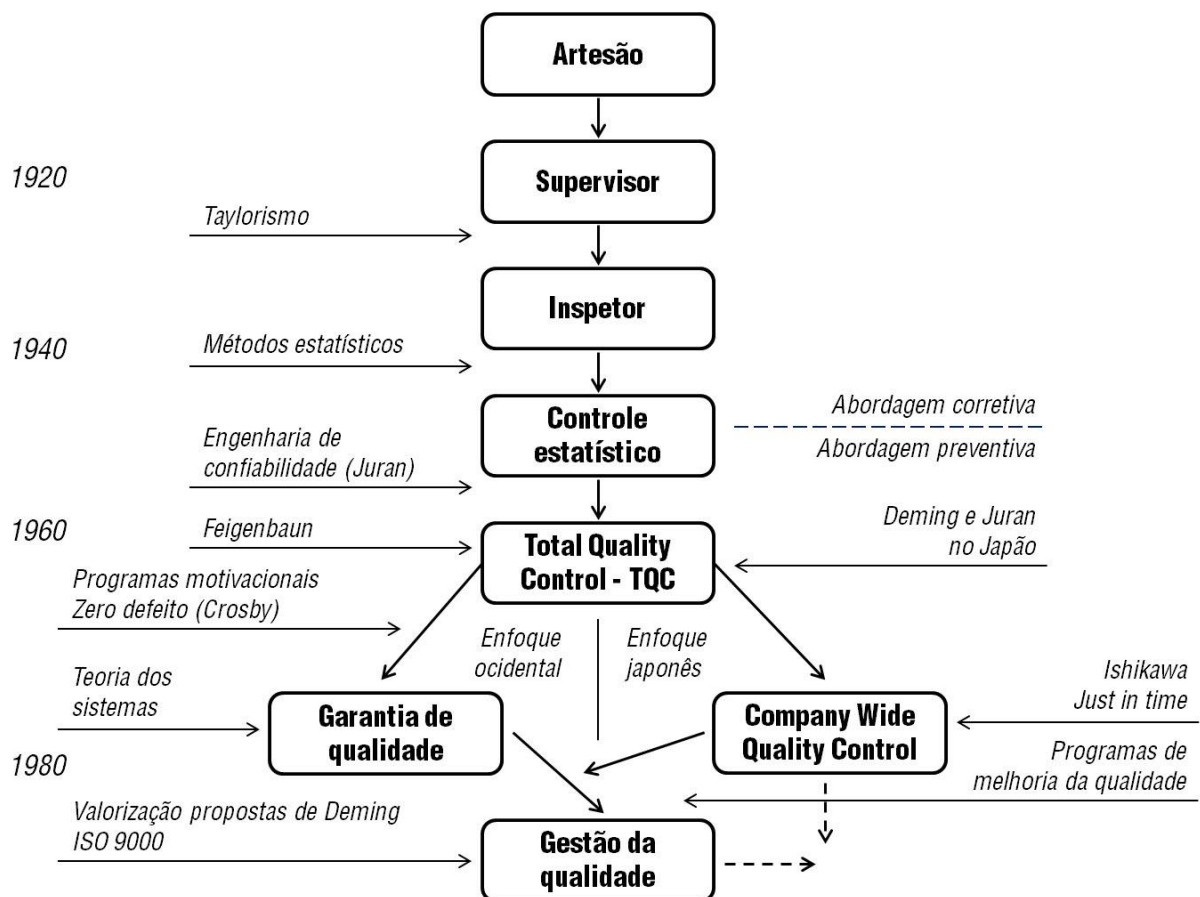 Artesão
1920
Supervisor
Taylorismo
Inspetor
1940
Métodos estatísticos
Controle
estatístico
Abordagem corretiva
Abordagem preventiva
Engenharia de
confiabilidade (Juran)
1960
Feigenbaun
Total Quality
Control - TQC
Deming e Juran
no Japão
Programas motivacionais
Zero defeito (Crosby)
Enfoque
ocidental
Enfoque
japonês
Teoria dos
sistemas
Garantia de
qualidade
Company Wide
Quality Control
Ishikawa
Just in time
1980
Programas de
melhoria da qualidade
Valorização propostas de Deming
ISO 9000
Gestão da
qualidade